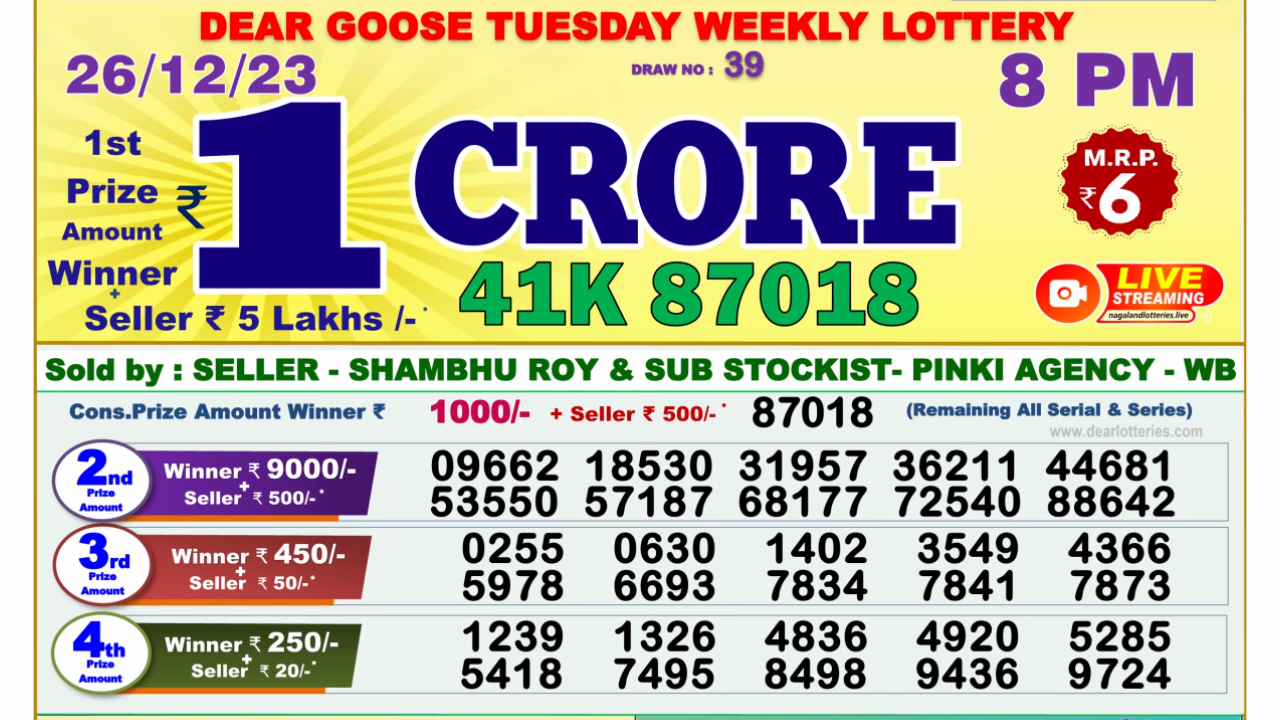 DEAR GOOSE TUESDAY WEEKLY LOTTERY
26/12/23
DRAW NO : 39
8 PM
1st
Prize
Amount
Winner
+
Seller ₹ 5 Lakhs /-*
₹ 1 CRORE
41K 87018
M.R.P.
₹6
LIVE
STREAMING
nagalandlotteries.live
Sold by : SELLER - SHAMBHU ROY & SUB STOCKIST- PINKI AGENCY - WB
Cons.Prize Amount Winner ₹ 1000/- + Seller ₹ 500/-* 87018 (Remaining All Serial & Series)
www.dearlotteries.com
2nd
Prize
Amount
Winner ₹ 9000/-
+
Seller ₹ 500/-*
09662 18530 31957 36211 44681
53550 57187 68177 72540 88642
3rd
Prize
Amount
Winner ₹ 450/-
+
Seller ₹ 50/-*
0255 0630 1402 3549 4366
5978 6693 7834 7841 7873
4th
Prize
Amount
Winner ₹ 250/-
+
Seller ₹ 20/-*
1239 1326 4836 4920 5285
5418 7495 8498 9436 9724